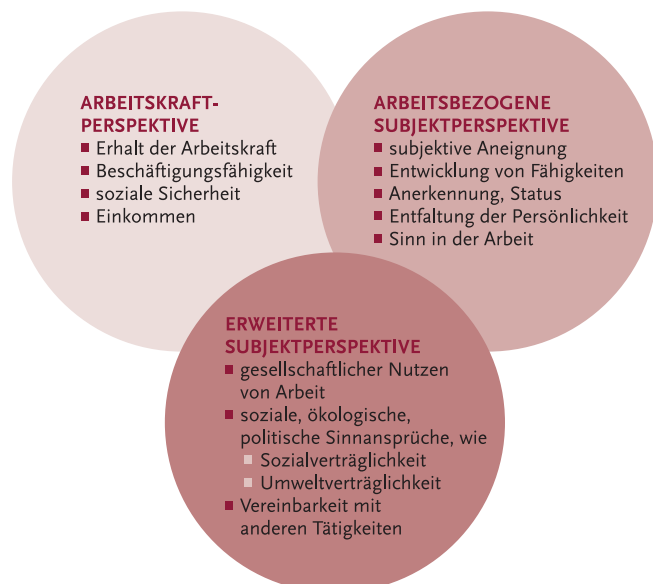 ARBEITSKRAFT-
PERSPEKTIVE
■ Erhalt der Arbeitskraft
■ Beschäftigungsfähigkeit
■ soziale Sicherheit
■ Einkommen
ARBEITSBEZOGENE
SUBJEKTPERSPEKTIVE
■ subjektive Aneignung
■ Entwicklung von Fähigkeiten
■ Anerkennung, Status
■ Entfaltung der Persönlichkeit
■ Sinn in der Arbeit
ERWEITERTE
SUBJEKTPERSPEKTIVE
■ gesellschaftlicher Nutzen
von Arbeit
■ soziale, ökologische,
politische Sinnansprüche, wie
■ Sozialverträglichkeit
■ Umweltverträglichkeit
■ Vereinbarkeit mit
anderen Tätigkeiten